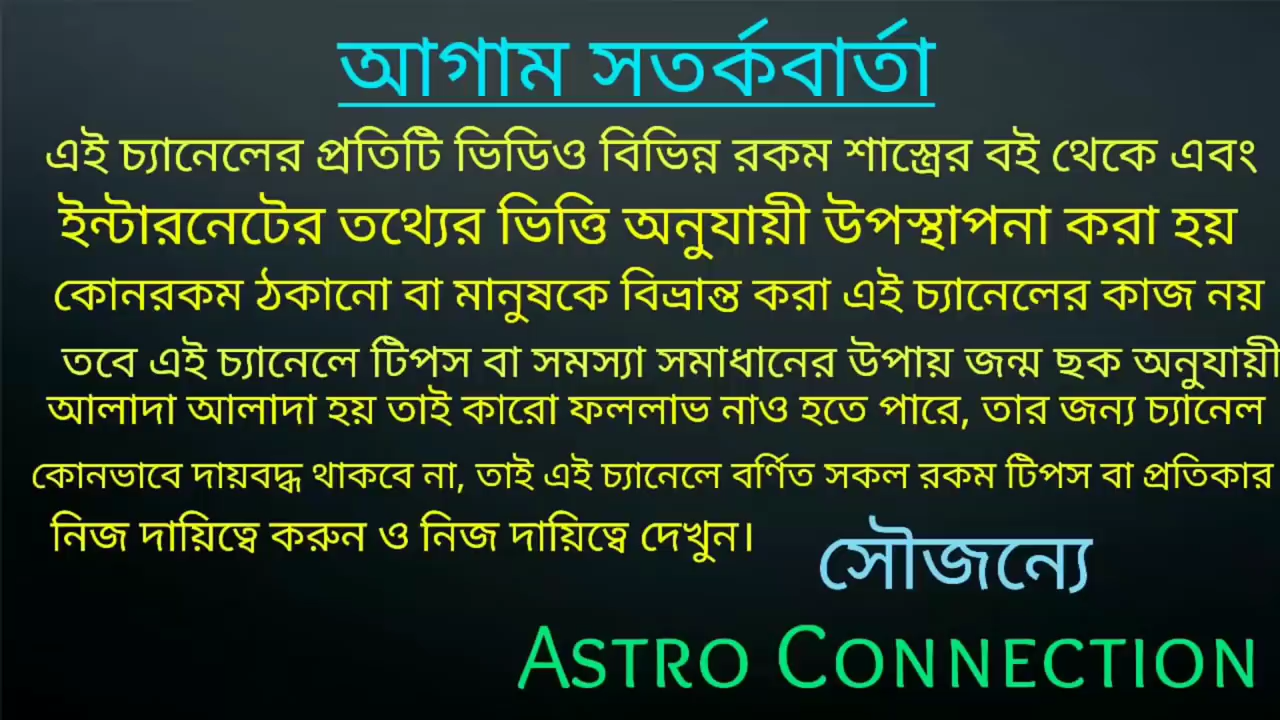 আগাম সতর্কবার্তা
এই চ্যানেলের প্রতিটি ভিডিও বিভিন্ন রকম শাস্ত্রের বই থেকে এবং
ইন্টারনেটের তথ্যের ভিত্তি অনুযায়ী উপস্থাপনা করা হয়
কোনরকম ঠকানো বা মানুষকে বিভ্রান্ত করা এই চ্যানেলের কাজ নয়
তবে এই চ্যানেলে টিপস বা সমস্যা সমাধানের উপায় জন্ম ছক অনুযায়ী
আলাদা আলাদা হয় তাই কারো ফললাভ নাও হতে পারে, তার জন্য চ্যানেল
কোনভাবে দায়বদ্ধ থাকবে না, তাই এই চ্যানেলে বর্ণিত সকল রকম টিপস বা প্রতিকার
নিজ দায়িত্বে করুন ও নিজ দায়িত্বে দেখুন।
সৌজন্যে
ASTRO CONNECTION